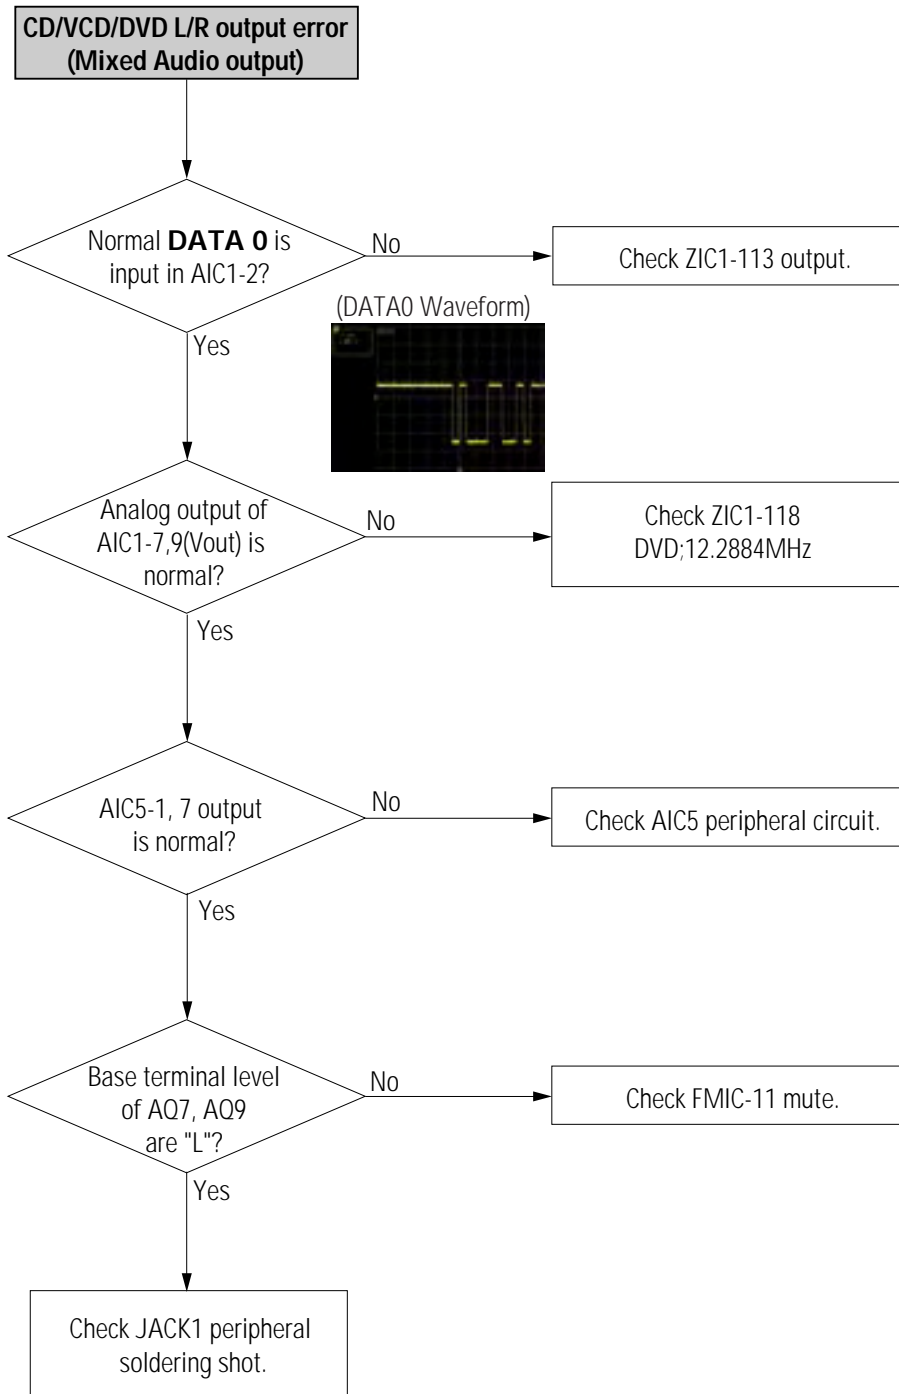 CD/VCD/DVD L/R output error
(Mixed Audio output)
Normal DATA 0 is
input in AIC1-2?
No
Check ZIC1-113 output.
(DATA0 Waveform)
Yes
Analog output of
AIC1-7,9(Vout) is
normal?
No
Check ZIC1-118
DVD;12.2884MHz
Yes
AIC5-1, 7 output
is normal?
No
Check AIC5 peripheral circuit.
Yes
Base terminal level
of AQ7, AQ9
are "L"?
No
Check FMIC-11 mute.
Yes
Check JACK1 peripheral
soldering shot.